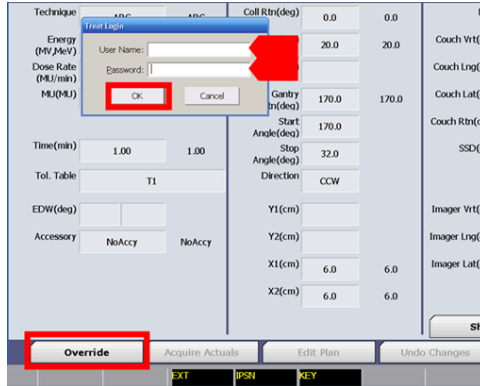 Technique
Coll Rtn(deg) 0.0 0.0
Treat Login
Energy (MV,MeV)
User Name:
20.0 20.0
Couch Vrt(
Dose Rate (MU/min)
Password:
Couch Lng(
MU(MU)
OK Cancel
Gantry Rtn(deg) 170.0 170.0
Couch Lat(
Start Angle(deg) 170.0
Couch Rtn(d
Time(min) 1.00 1.00
Stop Angle(deg) 32.0
SSD(
Tol. Table T1
Direction CCW
EDW(deg)
Y1(cm)
Imager Vrt(
Accessory NoAccy NoAccy
Y2(cm)
Imager Lng(
X1(cm) 6.0 6.0
Imager Lat(
X2(cm) 6.0 6.0
Override Acquire Actuals Edit Plan Undo Changes
EXT IPSN KEY